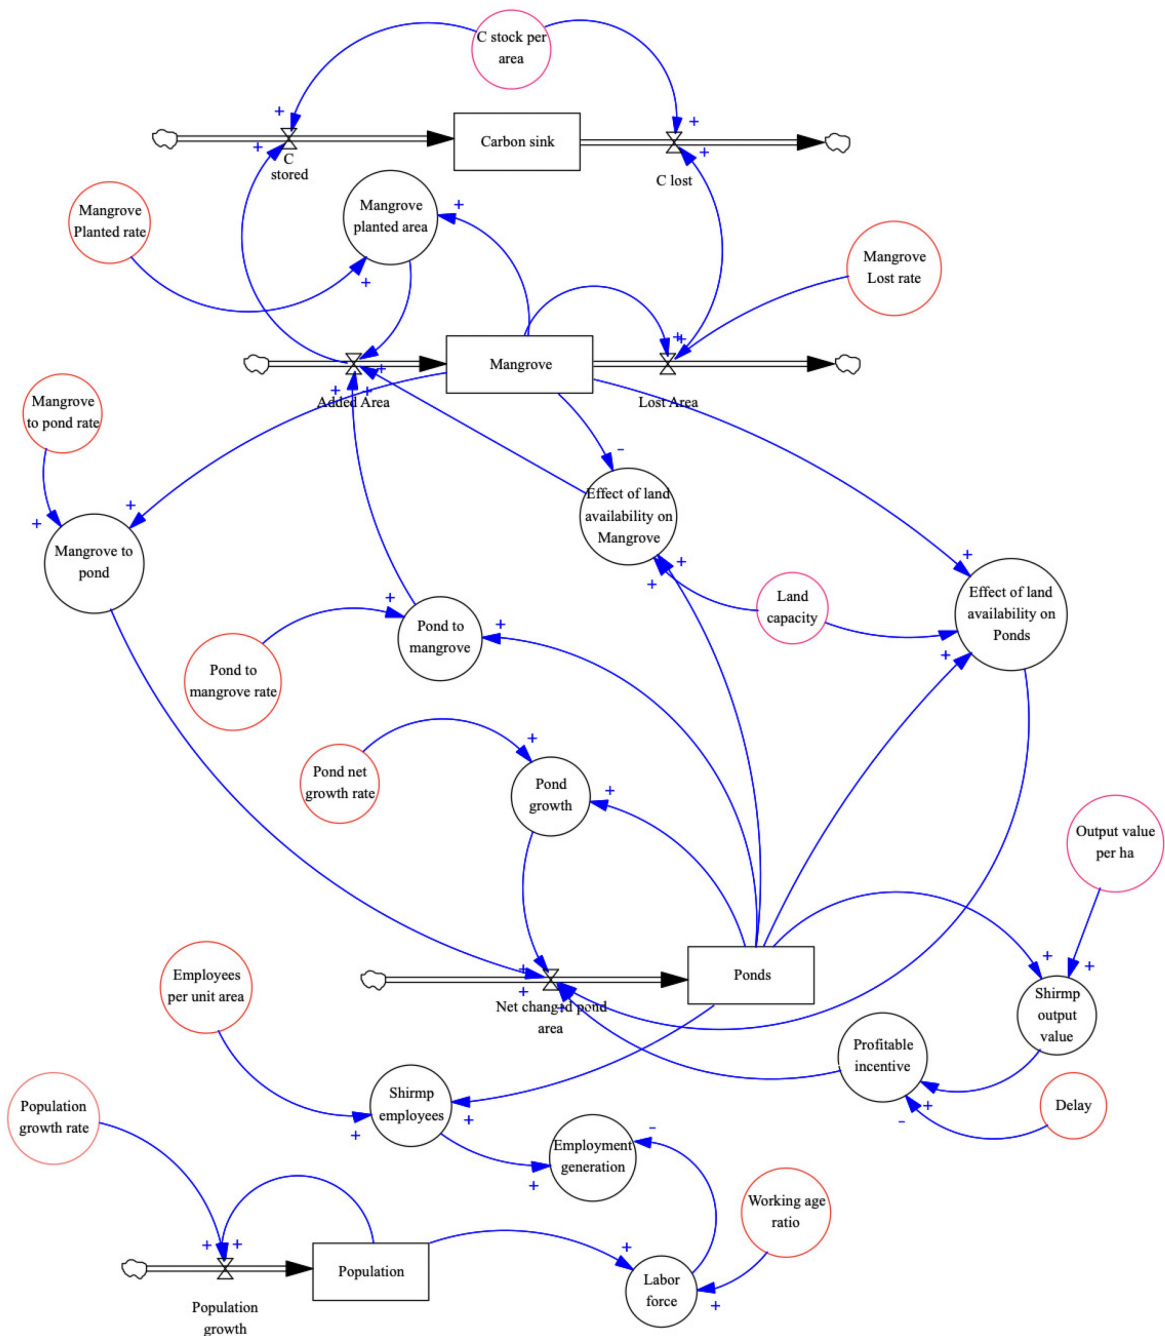 C stock per
area
Carbon sink
C
stored
C lost
Mangrove
Planted rate
Mangrove
planted area
Mangrove
Lost rate
Mangrove
Added Area
Lost Area
Mangrove
to pond rate
Effect of land
availability on
Mangrove
Mangrove to
pond
Land
capacity
Effect of land
availability on
Ponds
Pond to
mangrove
Pond to
mangrove rate
Pond net
growth rate
Pond
growth
Output value
per ha
Employees
per unit area
Ponds
Net changed pond
area
Shirmp
output
value
Profitable
incentive
Shirmp
employees
Delay
Population
growth rate
Employment
generation
Working age
ratio
Population
Labor
force
Population
growth